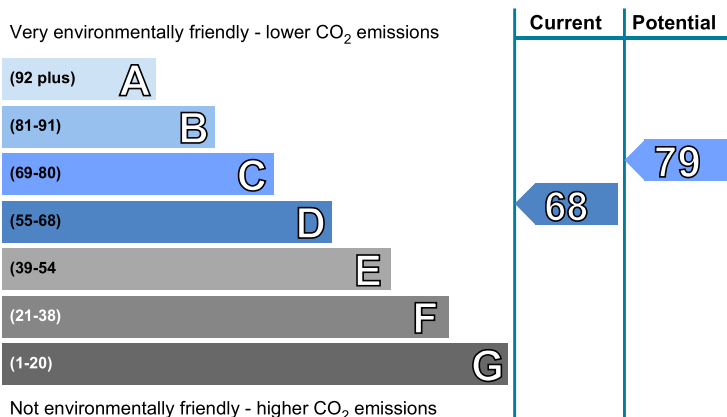 Current Potential
Very environmentally friendly - lower CO2 emissions
(92 plus) A
(81-91) B
(69-80) C
79
(55-68) D
68
(39-54 E
(21-38) F
(1-20) G
Not environmentally friendly - higher CO2 emissions